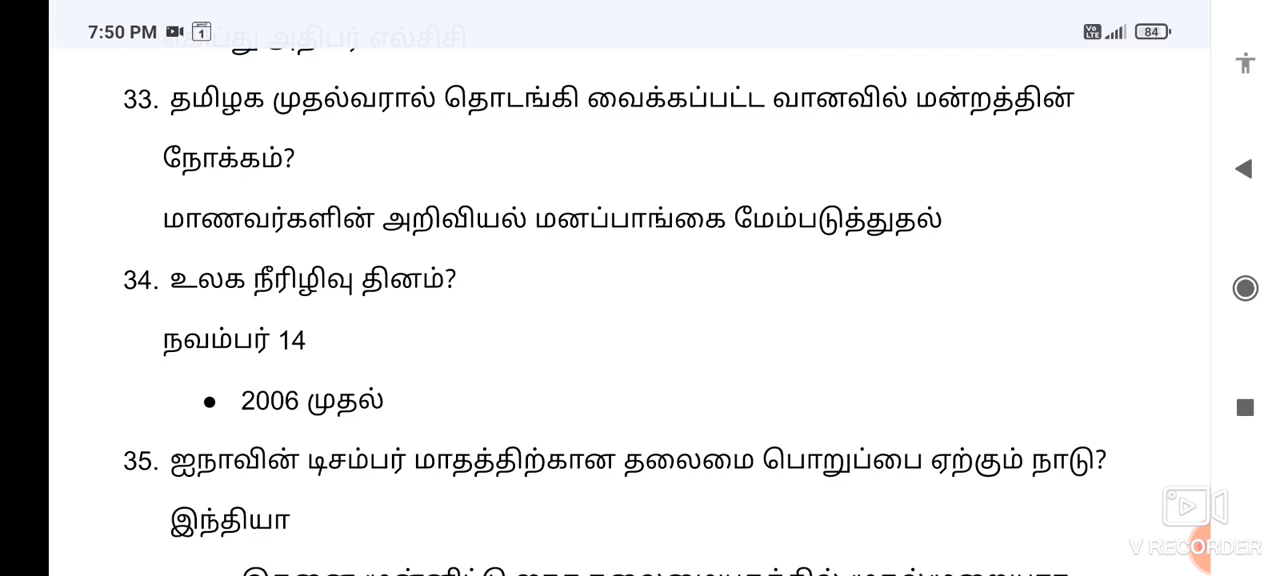 7:50 PM
84
33. தமிழக முதல்வரால் தொடங்கி வைக்கப்பட்ட வானவில் மன்றத்தின்
நோக்கம்?
மாணவர்களின் அறிவியல் மனப்பாங்கை மேம்படுத்துதல்
34. உலக நீரிழிவு தினம்?
நவம்பர் 14
● 2006 முதல்
35. ஐநாவின் டிசம்பர் மாதத்திற்கான தலைமை பொறுப்பை ஏற்கும் நாடு?
இந்தியா
V RECORDER